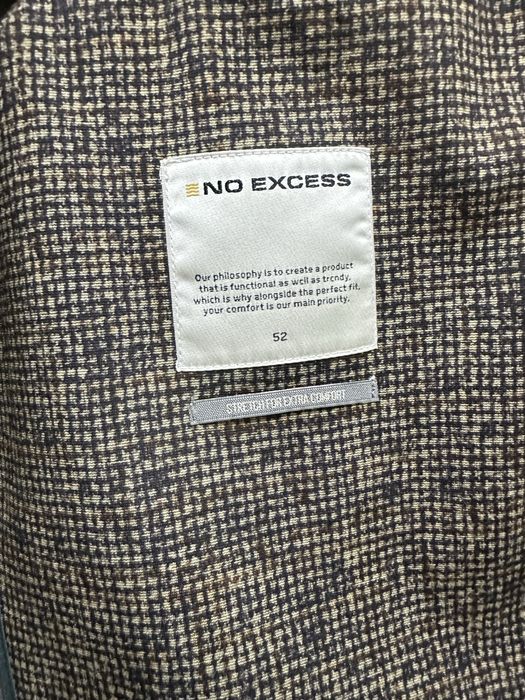 NO EXCESS
Our philosophy is to create a product
that is functional as well as trendy,
which is why alongside the perfect fit,
your comfort is our main priority.
52
STRETCH FOR EXTRA COMFORT